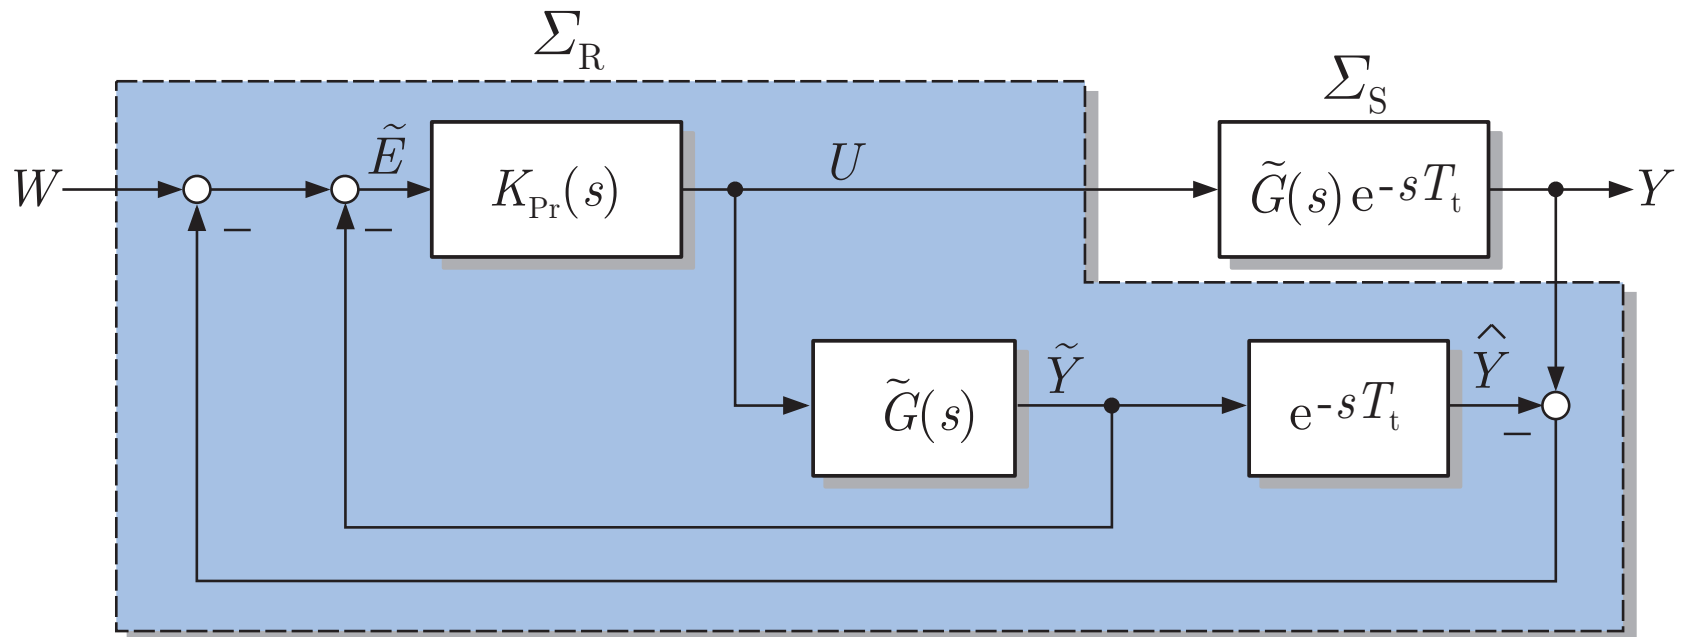 Σ_R
Σ_S
W
−
Ẽ
−
K_Pr(s)
U
G̃(s) e^{-sT_t}
Y
G̃(s)
Ỹ
e^{-sT_t}
Ŷ
−